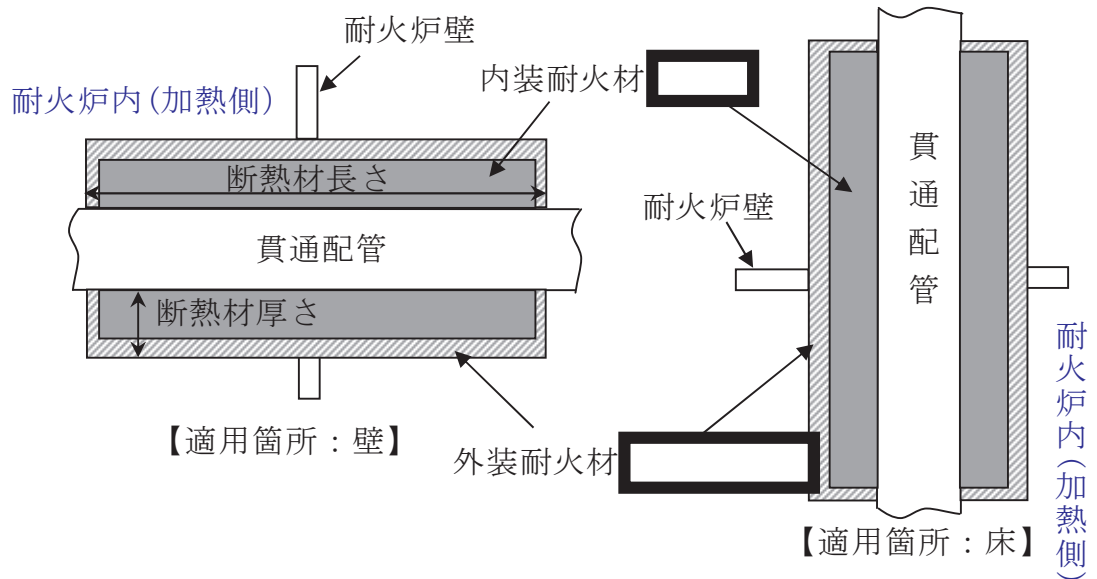 耐火炉壁
耐火炉内(加熱側)
内装耐火材
断熱材長さ
貫通配管
耐火炉壁
貫通配管
断熱材厚さ
耐火炉内(加熱側)
【適用箇所:壁】
外装耐火材
【適用箇所:床】